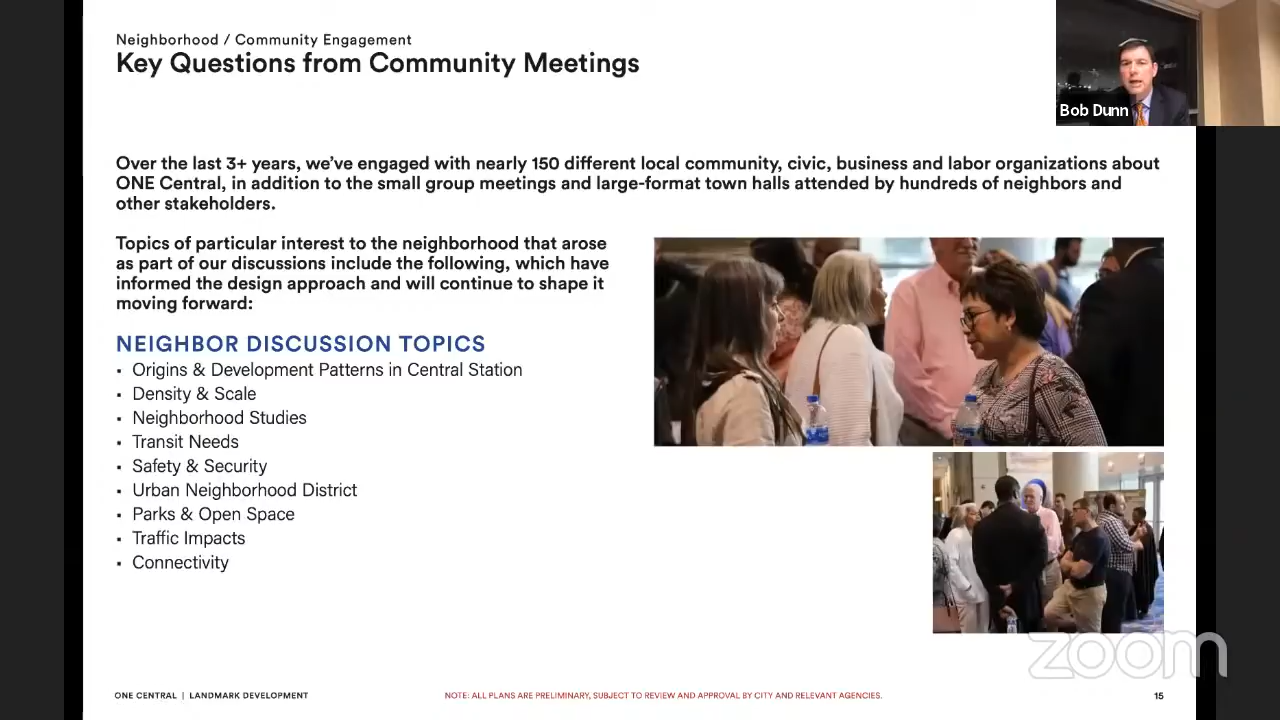 Neighborhood / Community Engagement
Key Questions from Community Meetings
Bob Dunn
Over the last 3+ years, we've engaged with nearly 150 different local community, civic, business and labor organizations about
ONE Central, in addition to the small group meetings and large-format town halls attended by hundreds of neighbors and
other stakeholders.
Topics of particular interest to the neighborhood that arose
as part of our discussions include the following, which have
informed the design approach and will continue to shape it
moving forward:
NEIGHBOR DISCUSSION TOPICS
▪ Origins & Development Patterns in Central Station
▪ Density & Scale
▪ Neighborhood Studies
▪ Transit Needs
▪ Safety & Security
▪ Urban Neighborhood District
▪ Parks & Open Space
▪ Traffic Impacts
▪ Connectivity
zoom
ONE CENTRAL | LANDMARK DEVELOPMENT
NOTE: ALL PLANS ARE PRELIMINARY, SUBJECT TO REVIEW AND APPROVAL BY CITY AND RELEVANT AGENCIES.
15